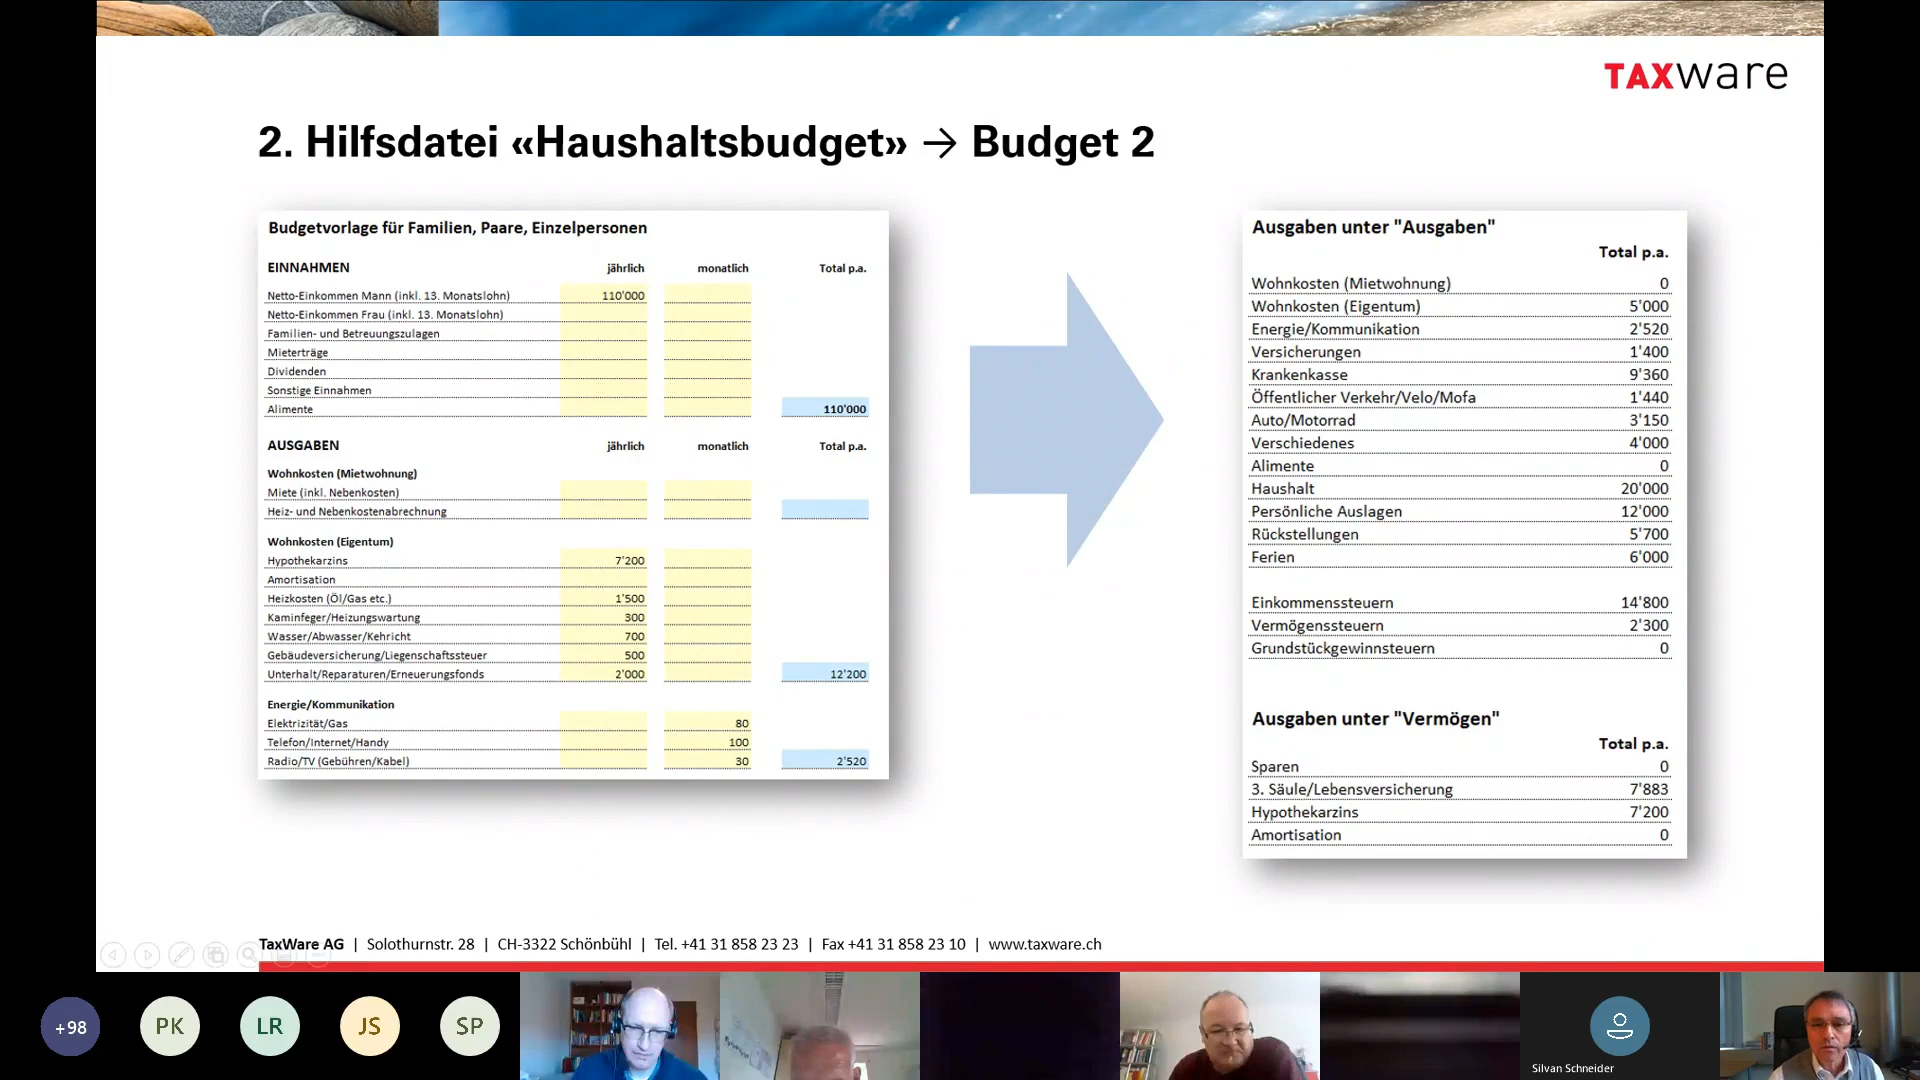 TAXware
2. Hilfsdatei «Haushaltsbudget» → Budget 2
Budgetvorlage für Familien, Paare, Einzelpersonen
EINNAHMEN jährlich monatlich Total p.a.
Netto-Einkommen Mann (inkl. 13. Monatslohn) 110'000
Netto-Einkommen Frau (inkl. 13. Monatslohn)
Familien- und Betreuungszulagen
Mieterträge
Dividenden
Sonstige Einnahmen
Alimente 110'000
AUSGABEN jährlich monatlich Total p.a.
Wohnkosten (Mietwohnung)
Miete (inkl. Nebenkosten)
Heiz- und Nebenkostenabrechnung
Wohnkosten (Eigentum)
Hypothekarzins 7'200
Amortisation
Heizkosten (Öl/Gas etc.) 1'500
Kaminfeger/Heizungswartung 300
Wasser/Abwasser/Kehricht 700
Gebäudeversicherung/Liegenschaftssteuer 500
Unterhalt/Reparaturen/Erneuerungsfonds 2'000 12'200
Energie/Kommunikation
Elektrizität/Gas 80
Telefon/Internet/Handy 100
Radio/TV (Gebühren/Kabel) 30 2'520
Ausgaben unter "Ausgaben"
Total p.a.
Wohnkosten (Mietwohnung) 0
Wohnkosten (Eigentum) 5'000
Energie/Kommunikation 2'520
Versicherungen 1'400
Krankenkasse 9'360
Öffentlicher Verkehr/Velo/Mofa 1'440
Auto/Motorrad 3'150
Verschiedenes 4'000
Alimente 0
Haushalt 20'000
Persönliche Auslagen 12'000
Rückstellungen 5'700
Ferien 6'000
Einkommenssteuern 14'800
Vermögenssteuern 2'300
Grundstückgewinnsteuern 0
Ausgaben unter "Vermögen"
Total p.a.
Sparen 0
3. Säule/Lebensversicherung 7'883
Hypothekarzins 7'200
Amortisation 0
TaxWare AG | Solothurnstr. 28 | CH-3322 Schönbühl | Tel. +41 31 858 23 23 | Fax +41 31 858 23 10 | www.taxware.ch
+98 PK LR JS SP
Silvan Schneider